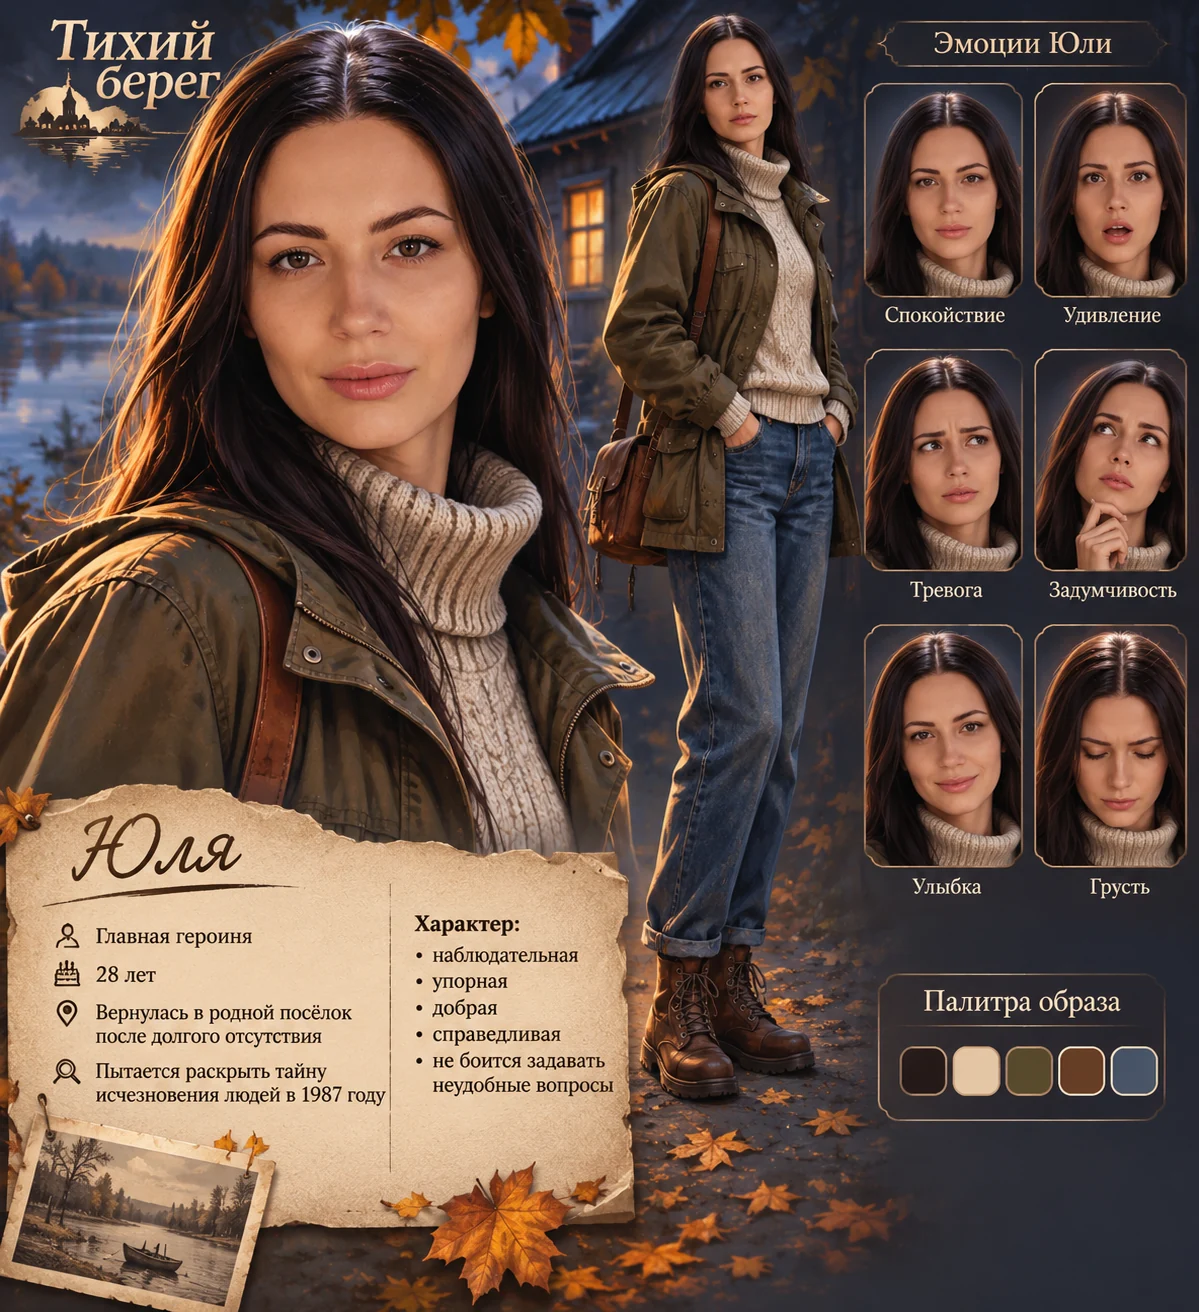 Тихий
берег
Эмоции Юли
Спокойствие
Удивление
Тревога
Задумчивость
Улыбка
Грусть
Юля
Главная героиня
28 лет
Вернулась в родной посёлок
после долгого отсутствия
Пытается раскрыть тайну
исчезновения людей в 1987 году
Характер:
• наблюдательная
• упорная
• добрая
• справедливая
• не боится задавать
неудобные вопросы
Палитра образа